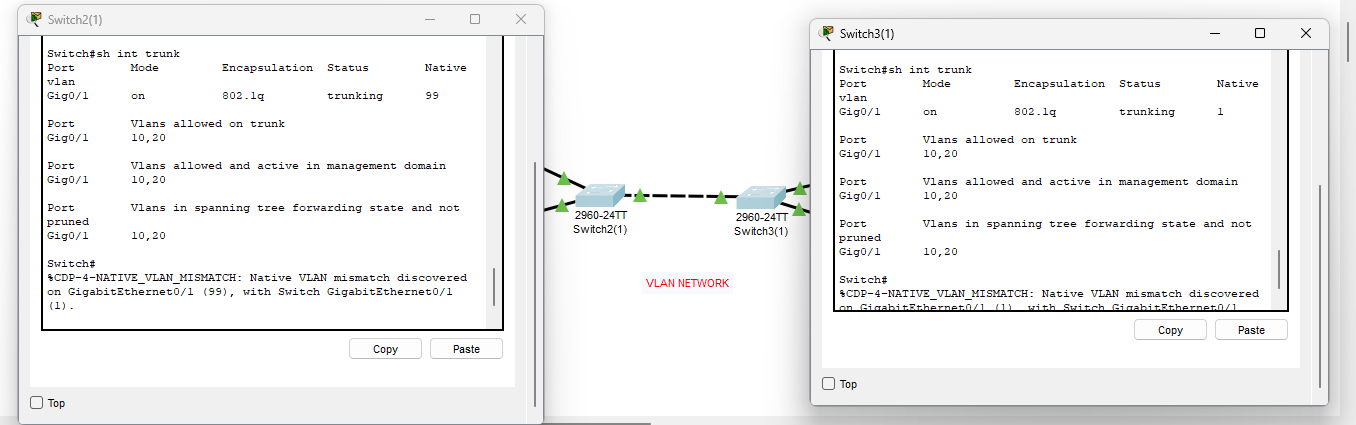 Switch2(1)
Switch#sh int trunk
Port Mode Encapsulation Status Native
vlan
Gig0/1 on 802.1q trunking 99
Port Vlans allowed on trunk
Gig0/1 10,20
Port Vlans allowed and active in management domain
Gig0/1 10,20
Port Vlans in spanning tree forwarding state and not
pruned
Gig0/1 10,20
Switch#
%CDP-4-NATIVE_VLAN_MISMATCH: Native VLAN mismatch discovered
on GigabitEthernet0/1 (99), with Switch GigabitEthernet0/1
(1).
Copy Paste
Top
2960-24TT
Switch2(1)
2960-24TT
Switch3(1)
VLAN NETWORK
Switch3(1)
Switch#sh int trunk
Port Mode Encapsulation Status Native
vlan
Gig0/1 on 802.1q trunking 1
Port Vlans allowed on trunk
Gig0/1 10,20
Port Vlans allowed and active in management domain
Gig0/1 10,20
Port Vlans in spanning tree forwarding state and not
pruned
Gig0/1 10,20
Switch#
%CDP-4-NATIVE_VLAN_MISMATCH: Native VLAN mismatch discovered
on GigabitEthernet0/1 (1), with Switch GigabitEthernet0/1
Copy Paste
Top